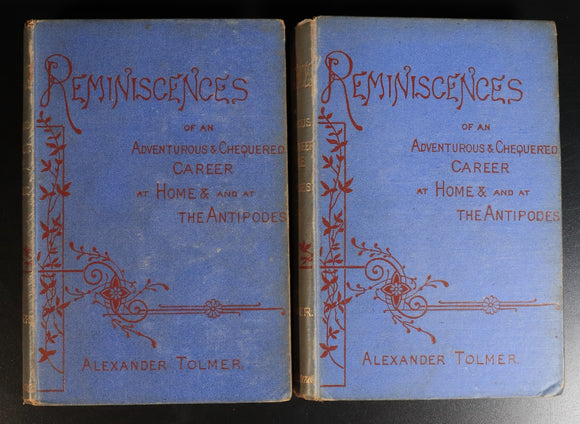 REMINISCENCES
OF AN
ADVENTUROUS & CHEQUERED
CAREER
AT HOME & AND AT
THE ANTIPODES
ALEXANDER TOLMER.
REMINISCENCES
OF AN
ADVENTUROUS & CHEQUERED
CAREER
AT HOME & AND AT
THE ANTIPODES
ALEXANDER TOLMER.